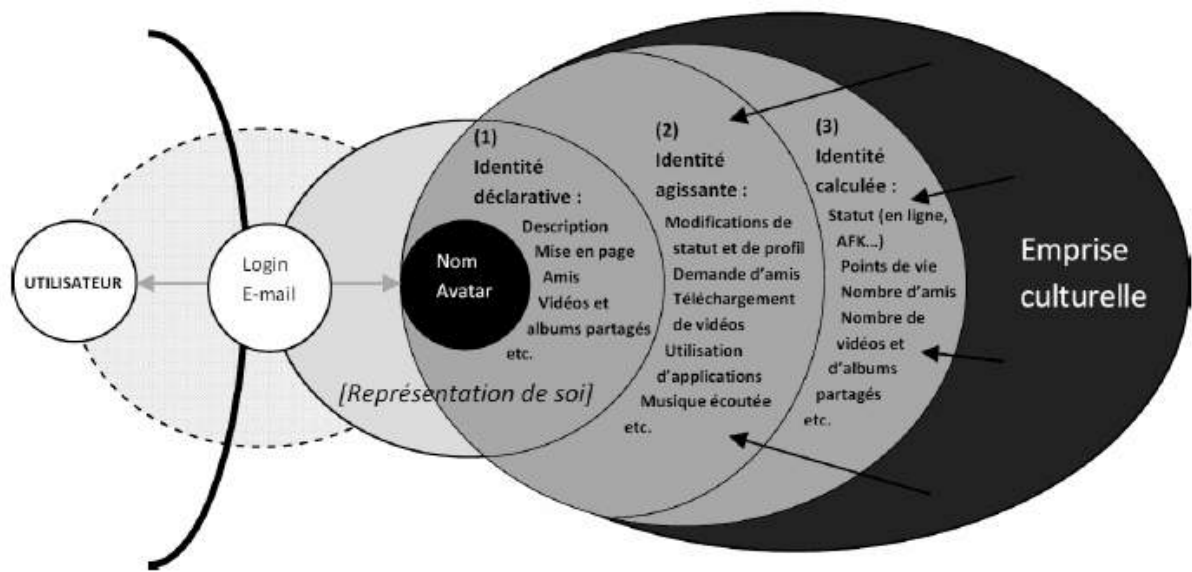 UTILISATEUR
Login
E-mail
Nom
Avatar
(1)
Identité
déclarative :
Description
Mise en page
Amis
Vidéos et
albums partagés
etc.
[Représentation de soi]
(2)
Identité
agissante :
Modifications de
statut et de profil
Demande d'amis
Téléchargement
de vidéos
Utilisation
d'applications
Musique écoutée
etc.
(3)
Identité
calculée :
Statut (en ligne,
AFK...)
Points de vie
Nombre d'amis
Nombre de
vidéos et
d'albums
partagés
etc.
Emprise
culturelle